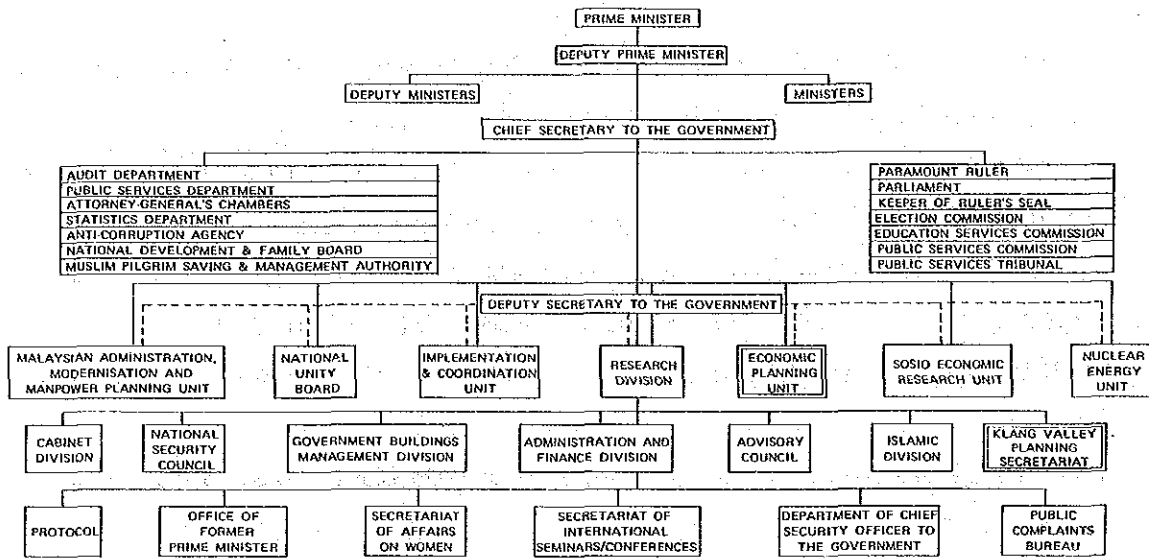 PRIME MINISTER
DEPUTY PRIME MINISTER
DEPUTY MINISTERS
MINISTERS
CHIEF SECRETARY TO THE GOVERNMENT
AUDIT DEPARTMENT
PUBLIC SERVICES DEPARTMENT
ATTORNEY-GENERAL'S CHAMBERS
STATISTICS DEPARTMENT
ANTI-CORRUPTION AGENCY
NATIONAL DEVELOPMENT & FAMILY BOARD
MUSLIM PILGRIM SAVING & MANAGEMENT AUTHORITY
PARAMOUNT RULER
PARLIAMENT
KEEPER OF RULER'S SEAL
ELECTION COMMISSION
EDUCATION SERVICES COMMISSION
PUBLIC SERVICES COMMISSION
PUBLIC SERVICES TRIBUNAL
DEPUTY SECRETARY TO THE GOVERNMENT
MALAYSIAN ADMINISTRATION,
MODERNISATION AND
MANPOWER PLANNING UNIT
NATIONAL
UNITY
BOARD
IMPLEMENTATION
& COORDINATION
UNIT
RESEARCH
DIVISION
ECONOMIC
PLANNING
UNIT
SOSIO ECONOMIC
RESEARCH UNIT
NUCLEAR
ENERGY
UNIT
CABINET
DIVISION
NATIONAL
SECURITY
COUNCIL
GOVERNMENT BUILDINGS
MANAGEMENT DIVISION
ADMINISTRATION AND
FINANCE DIVISION
ADVISORY
COUNCIL
ISLAMIC
DIVISION
KLANG VALLEY
PLANNING
SECRETARIAT
PROTOCOL
OFFICE OF
FORMER
PRIME MINISTER
SECRETARIAT
OF AFFAIRS
ON WOMEN
SECRETARIAT OF
INTERNATIONAL
SEMINARS/CONFERENCES
DEPARTMENT OF CHIEF
SECURITY OFFICER TO
THE GOVERNMENT
PUBLIC
COMPLAINTS
BUREAU